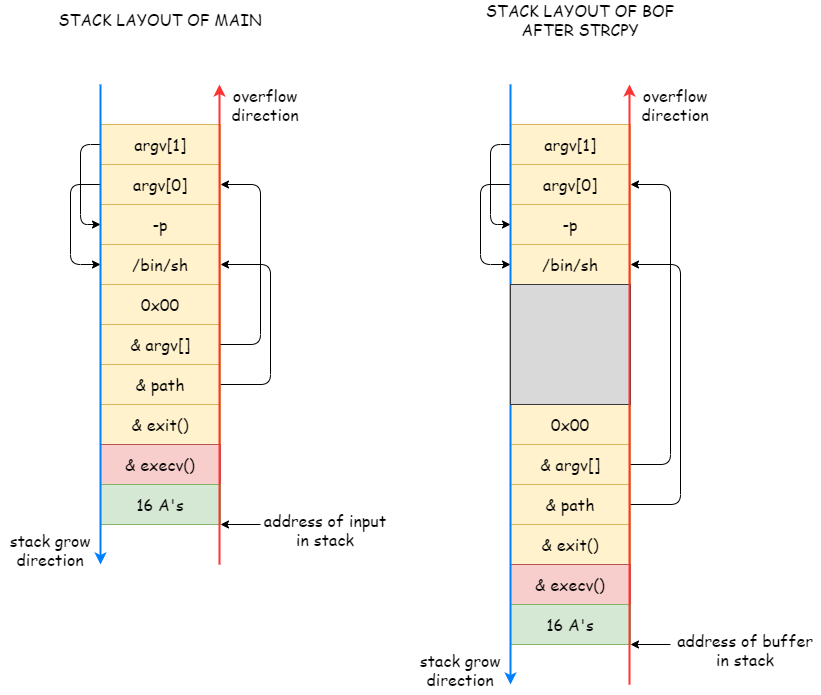 STACK LAYOUT OF MAIN
overflow
direction
argv[1]
argv[0]
-p
/bin/sh
0x00
& argv[]
& path
& exit()
& execv()
16 A's
address of input
in stack
stack grow
direction
STACK LAYOUT OF BOF
AFTER STRCPY
overflow
direction
argv[1]
argv[0]
-p
/bin/sh
0x00
& argv[]
& path
& exit()
& execv()
16 A's
address of buffer
in stack
stack grow
direction